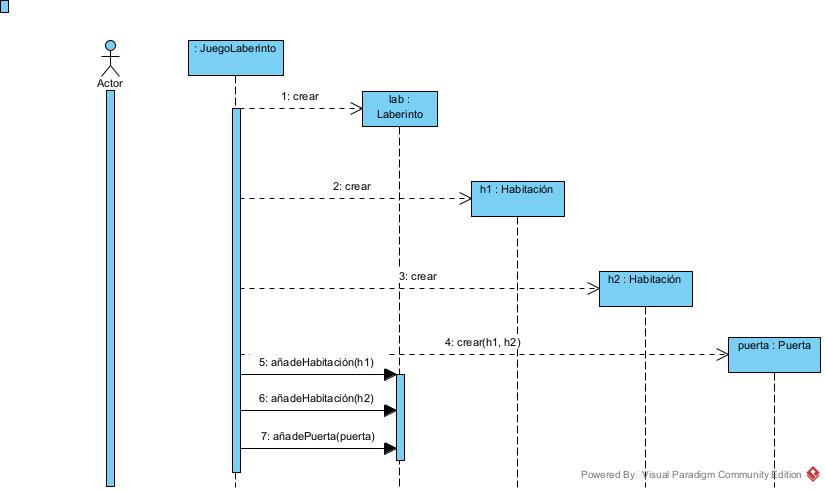 : JuegoLaberinto
Actor
1: crear
lab :
Laberinto
2: crear
h1 : Habitación
3: crear
h2 : Habitación
4: crear(h1, h2)
puerta : Puerta
5: añadeHabitación(h1)
6: añadeHabitación(h2)
7: añadePuerta(puerta)
Powered By Visual Paradigm Community Edition